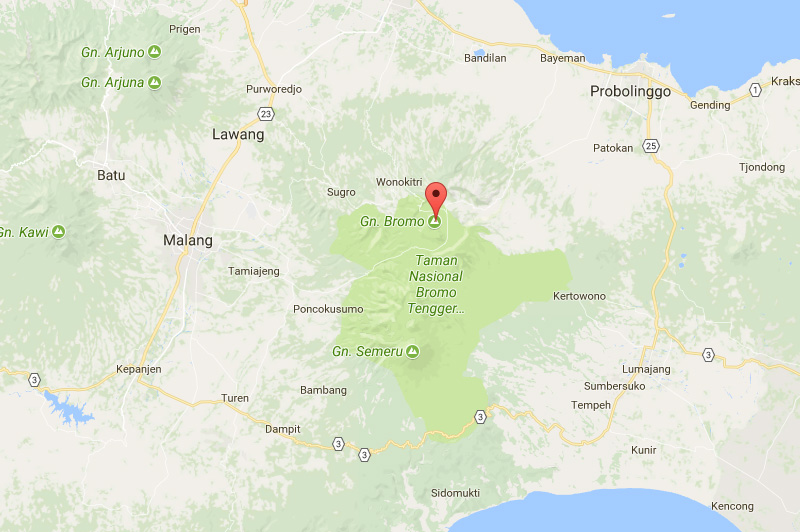 Prigen
Gn. Arjuno
Gn. Arjuna
Bandilan
Bayeman
Purworedjo
Probolinggo
Kraks
1
Gending
23
Lawang
25
Patokan
Tjondong
Batu
Wonokitri
Sugro
Gn. Bromo
Gn. Kawi
Malang
Tamiajeng
Taman
Nasional
Bromo
Tengger...
Kertowono
Poncokusumo
Gn. Semeru
3
Kepanjen
Lumajang
3
Sumbersuko
Bambang
Turen
Tempeh
3
Dampit
3
3
Kunir
Sidomukti
Kencong